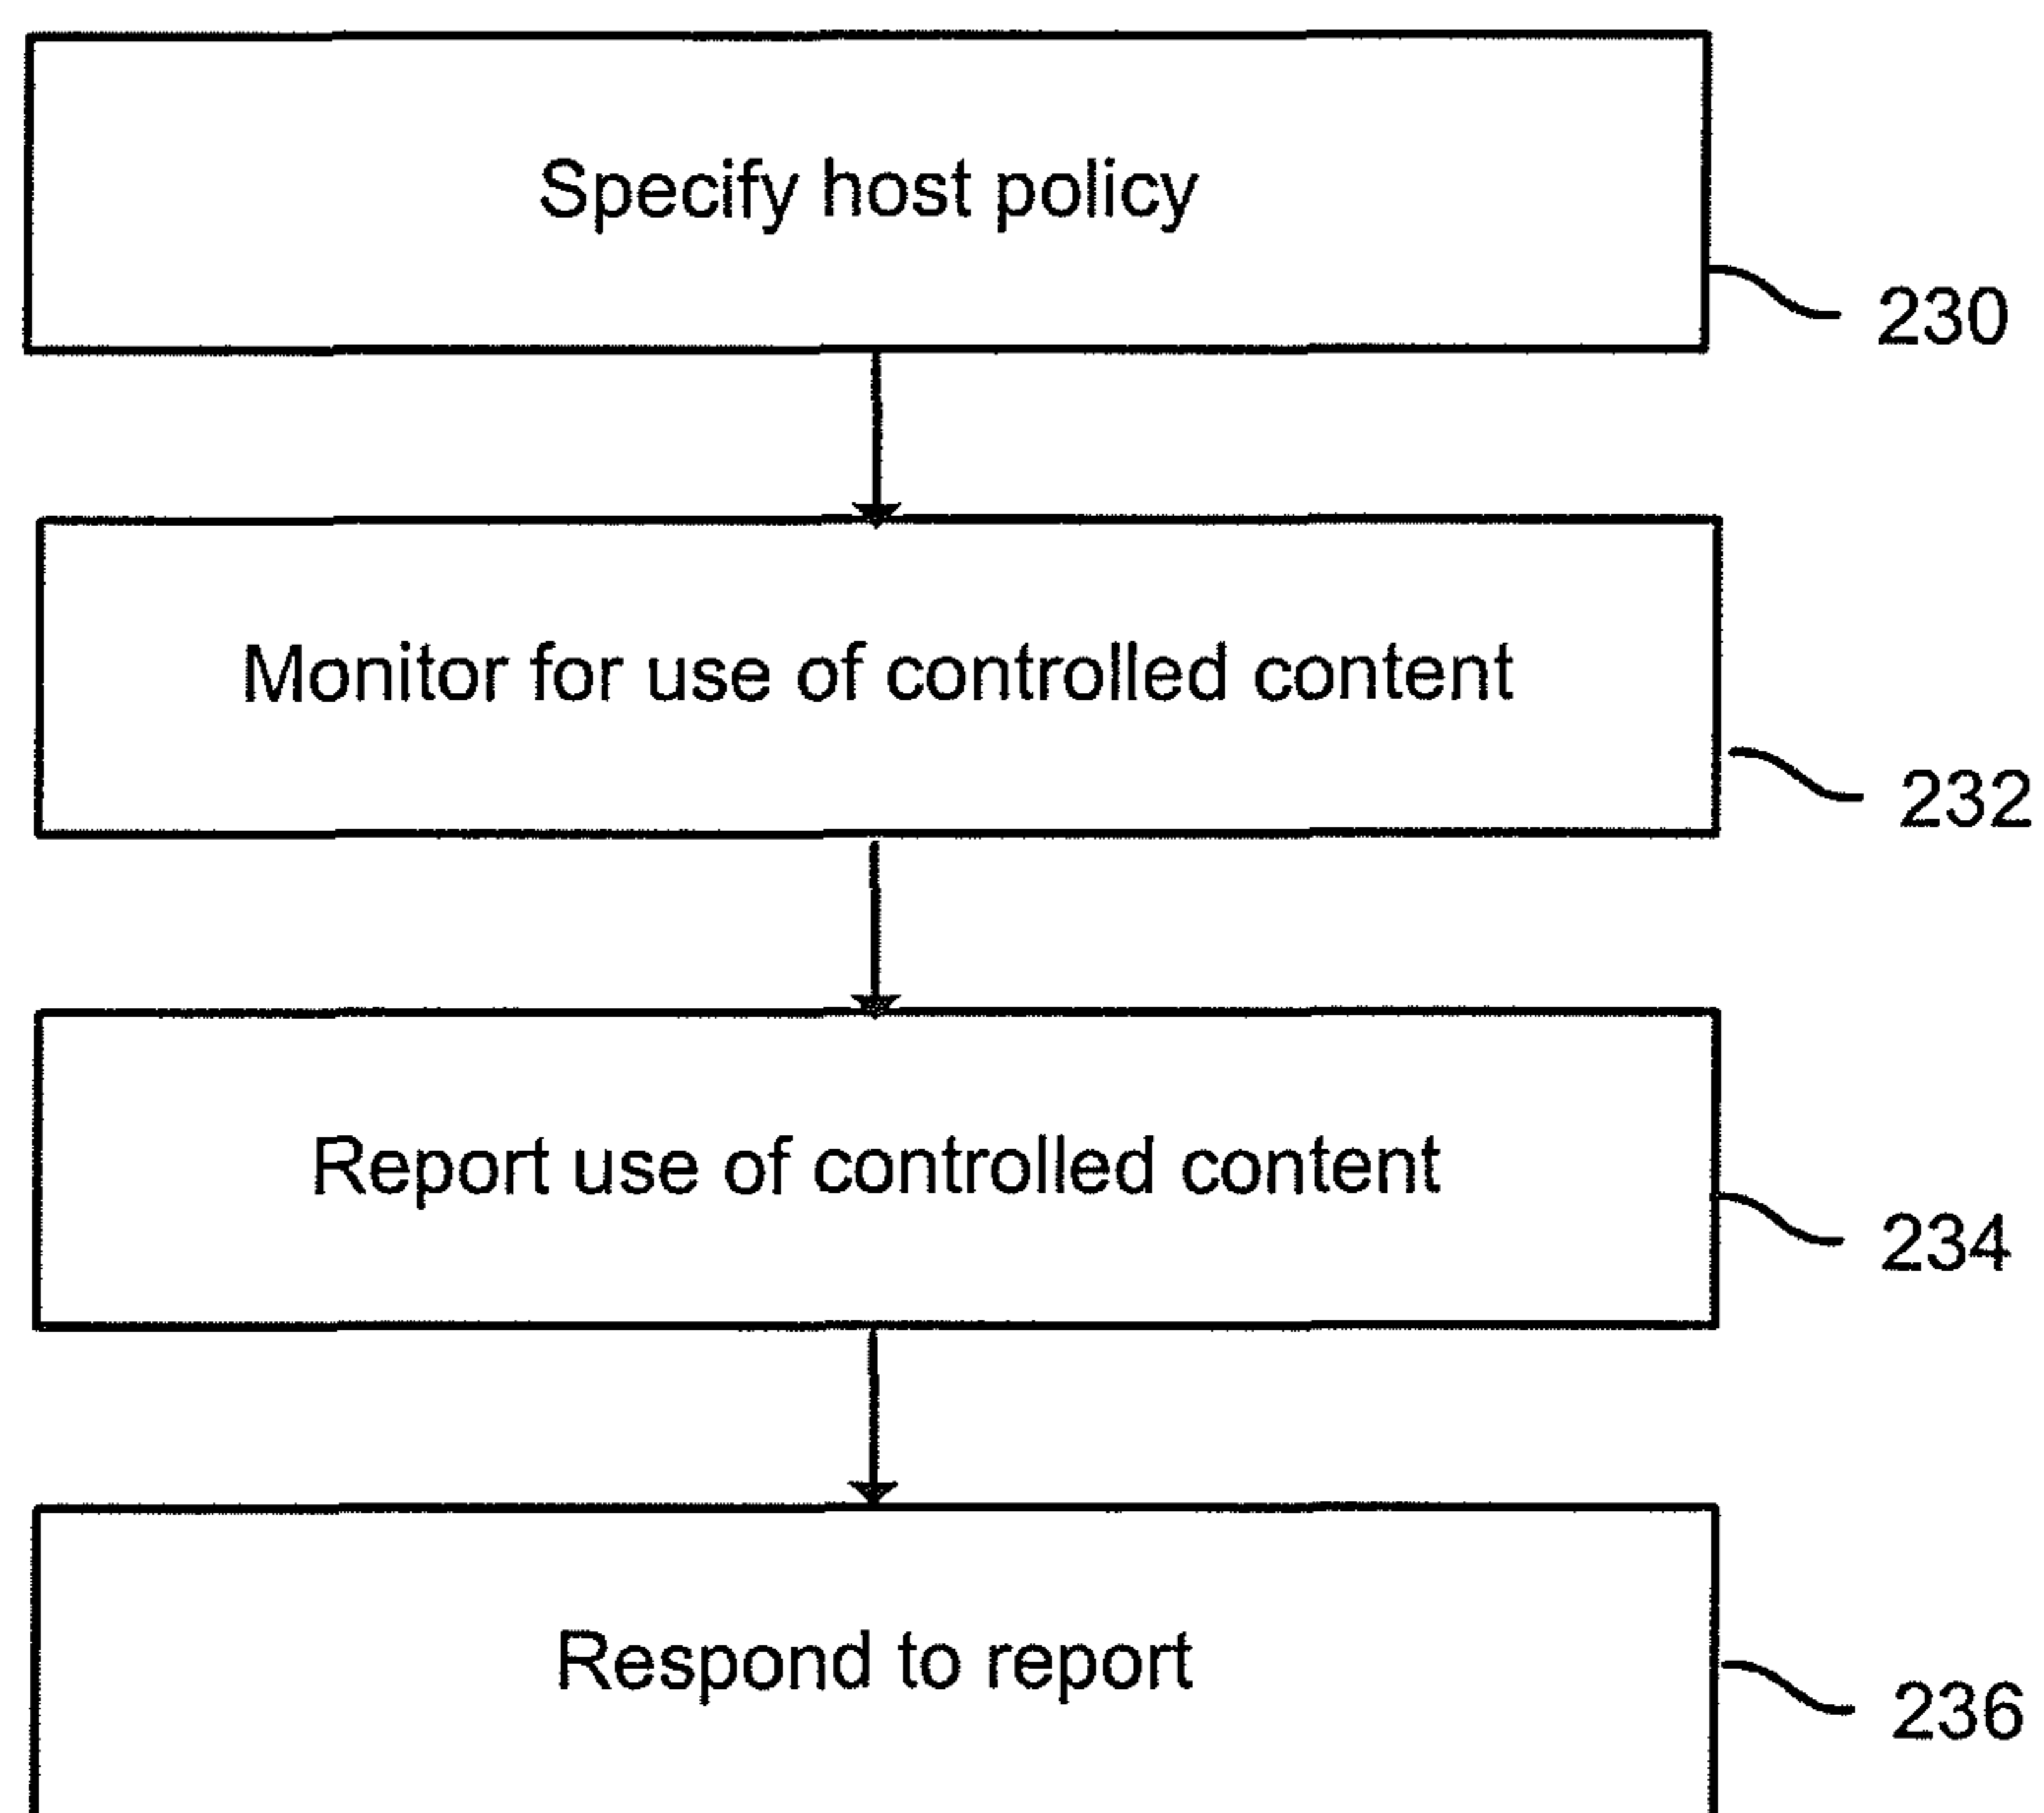 Specify host policy
230
Monitor for use of controlled content
232
Report use of controlled content
234
Respond to report
236